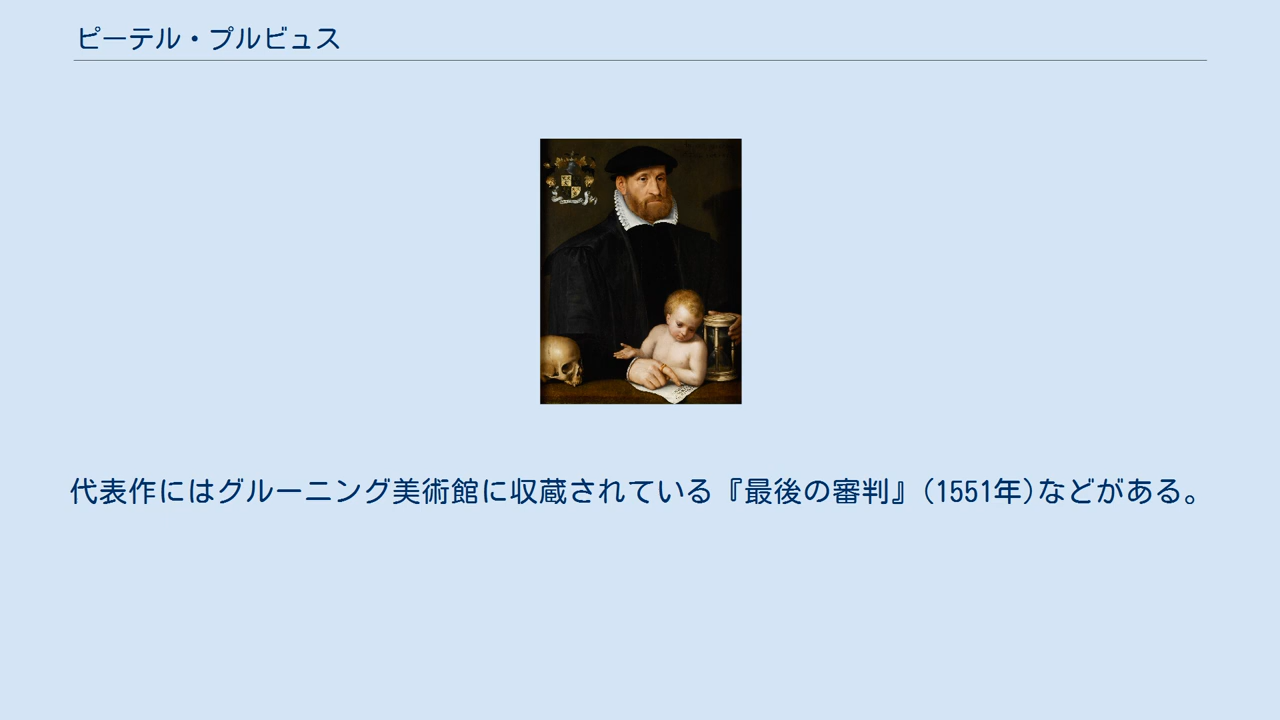 ピーテル・プルビュス
代表作にはグルーニング美術館に収蔵されている『最後の審判』(1551年)などがある。